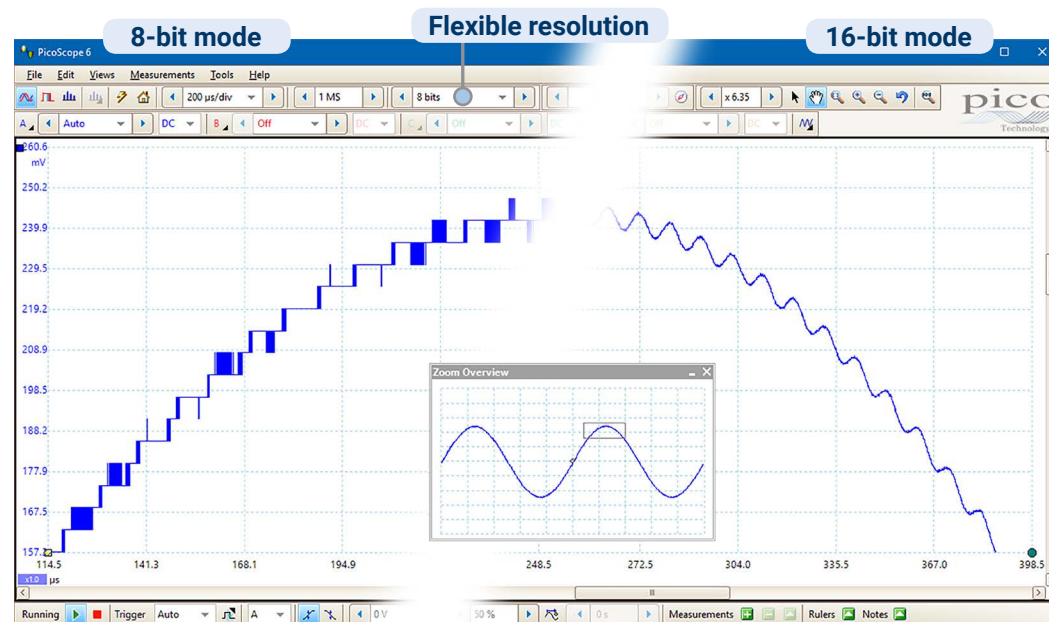 8-bit mode
Flexible resolution
16-bit mode
PicoScope 6
File Edit Views Measurements Tools Help
200 µs/div 1 MS 8 bits x 6.35
pico
Technology
A Auto DC B Off DC C Off DC Off DC
260.6
mV
250.2
239.9
229.5
219.2
208.9
198.5
188.2
177.9
167.5
157.2
Zoom Overview
114.5 141.3 168.1 194.9 248.5 272.5 304.0 335.5 367.0 398.5
x1.0 µs
Running Trigger Auto A 0 V 50 % 0 s Measurements Rulers Notes